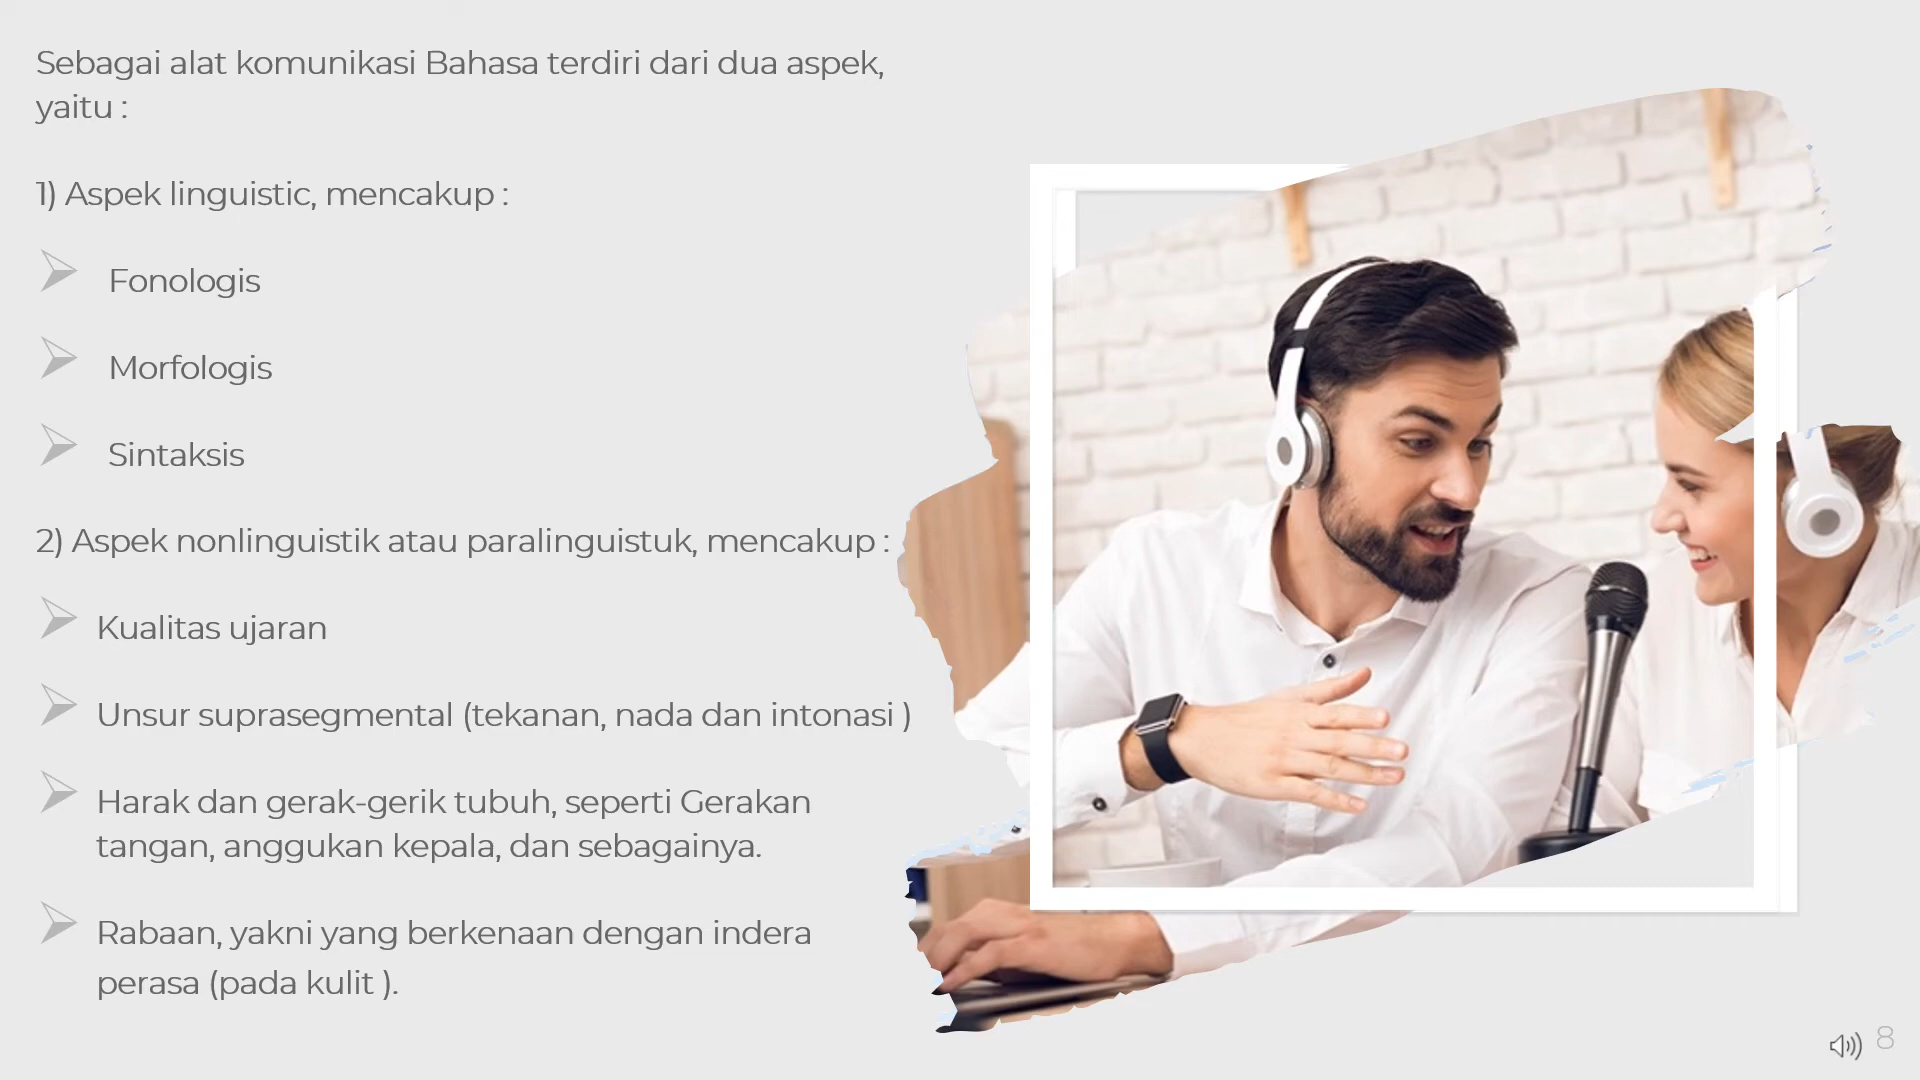 Sebagai alat komunikasi Bahasa terdiri dari dua aspek,
yaitu :
1) Aspek linguistic, mencakup :
Fonologis
Morfologis
Sintaksis
2) Aspek nonlinguistik atau paralinguistuk, mencakup :
Kualitas ujaran
Unsur suprasegmental (tekanan, nada dan intonasi )
Harak dan gerak-gerik tubuh, seperti Gerakan
tangan, anggukan kepala, dan sebagainya.
Rabaan, yakni yang berkenaan dengan indera
perasa (pada kulit ).
8